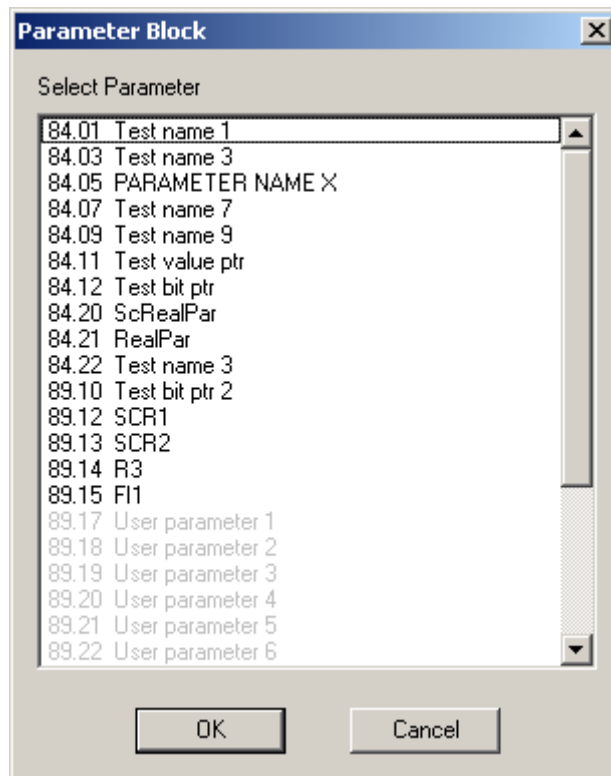 Parameter Block
Select Parameter
84.01 Test name 1
84.03 Test name 3
84.05 PARAMETER NAME X
84.07 Test name 7
84.09 Test name 9
84.11 Test value ptr
84.12 Test bit ptr
84.20 ScRealPar
84.21 RealPar
84.22 Test name 3
89.10 Test bit ptr 2
89.12 SCR1
89.13 SCR2
89.14 R3
89.15 FI1
89.17 User parameter 1
89.18 User parameter 2
89.19 User parameter 3
89.20 User parameter 4
89.21 User parameter 5
89.22 User parameter 6
OK Cancel